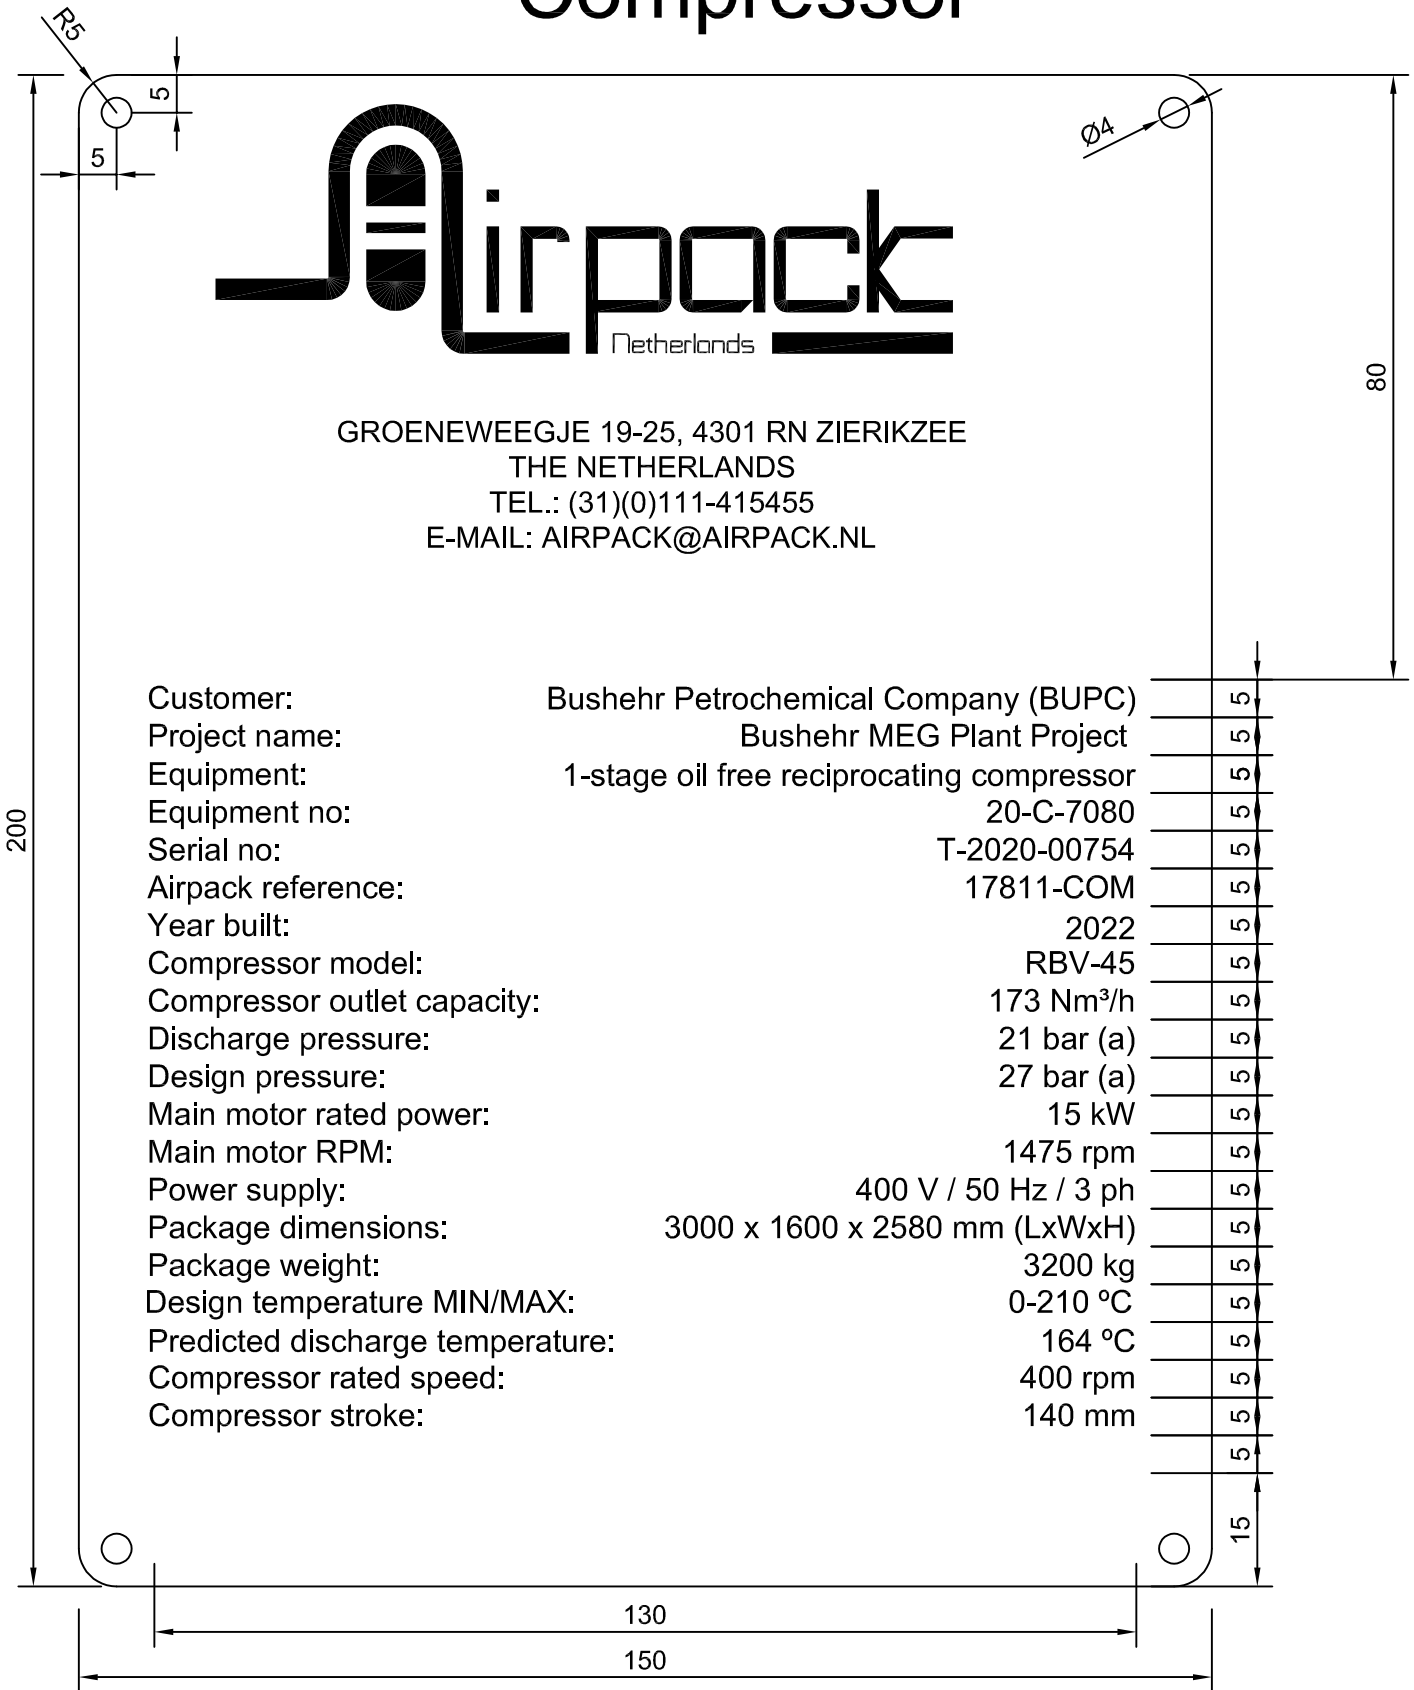 Compressor
R5
5
5
Ø4
Airpack
Netherlands
80
GROENEWEEGJE 19-25, 4301 RN ZIERIKZEE
THE NETHERLANDS
TEL.: (31)(0)111-415455
E-MAIL: AIRPACK@AIRPACK.NL
Customer: Bushehr Petrochemical Company (BUPC) 5
Project name: Bushehr MEG Plant Project 5
Equipment: 1-stage oil free reciprocating compressor 5
Equipment no: 20-C-7080 5
200
Serial no: T-2020-00754 5
Airpack reference: 17811-COM 5
Year built: 2022 5
Compressor model: RBV-45 5
Compressor outlet capacity: 173 Nm³/h 5
Discharge pressure: 21 bar (a) 5
Design pressure: 27 bar (a) 5
Main motor rated power: 15 kW 5
Main motor RPM: 1475 rpm 5
Power supply: 400 V / 50 Hz / 3 ph 5
Package dimensions: 3000 x 1600 x 2580 mm (LxWxH) 5
Package weight: 3200 kg 5
Design temperature MIN/MAX: 0-210 ºC 5
Predicted discharge temperature: 164 ºC 5
Compressor rated speed: 400 rpm 5
Compressor stroke: 140 mm 5
5
15
130
150